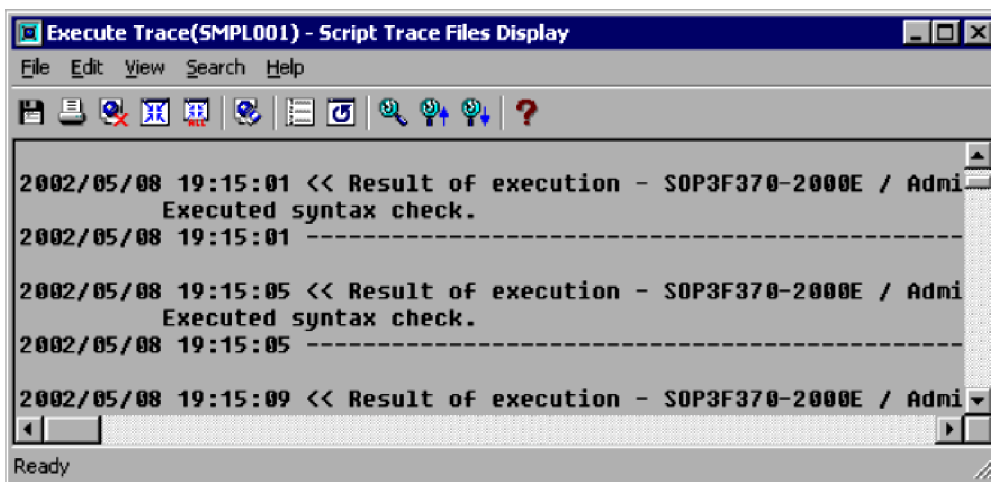 Execute Trace(SMPL001) - Script Trace Files Display
File Edit View Search Help
ALL ?
2002/05/08 19:15:01 << Result of execution - SOP3F370-2000E / Admi
Executed syntax check.
2002/05/08 19:15:01 -----------------------------------------------
2002/05/08 19:15:05 << Result of execution - SOP3F370-2000E / Admi
Executed syntax check.
2002/05/08 19:15:05 -----------------------------------------------
2002/05/08 19:15:09 << Result of execution - SOP3F370-2000E / Admi
Ready